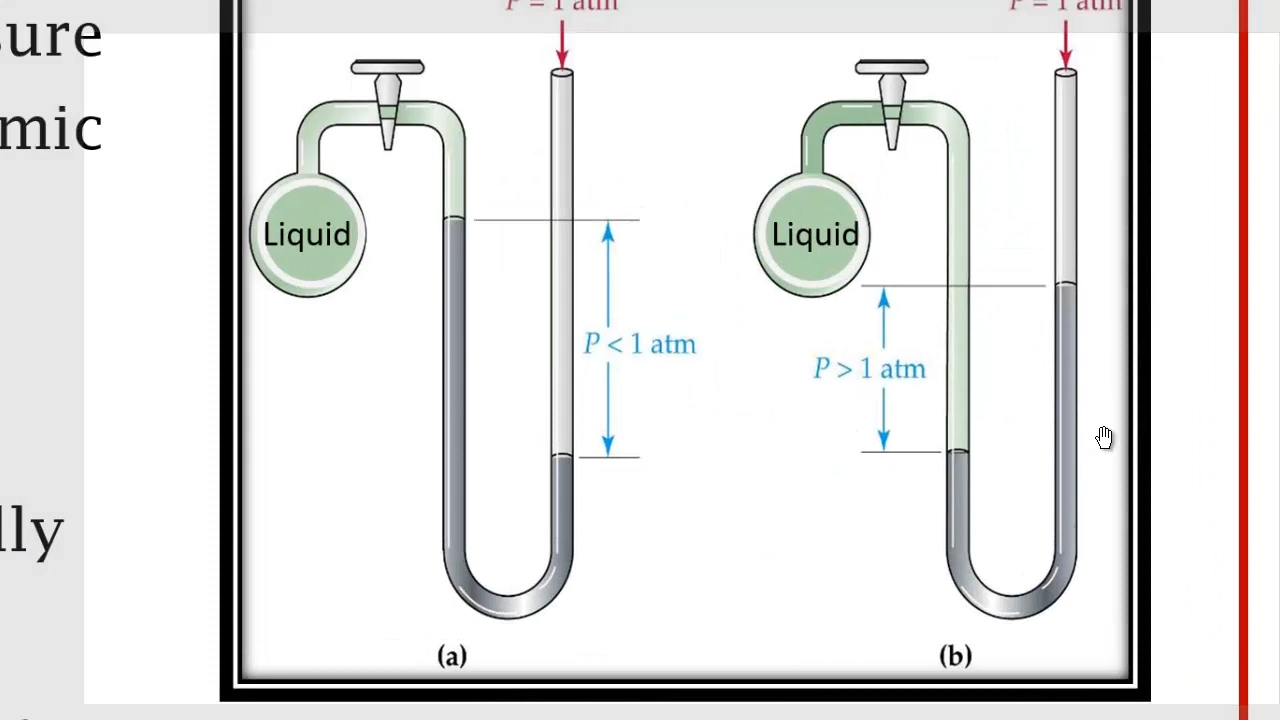 P = 1 atm P = 1 atm
sure
mic
Liquid Liquid
P < 1 atm
P > 1 atm
lly
(a) (b)